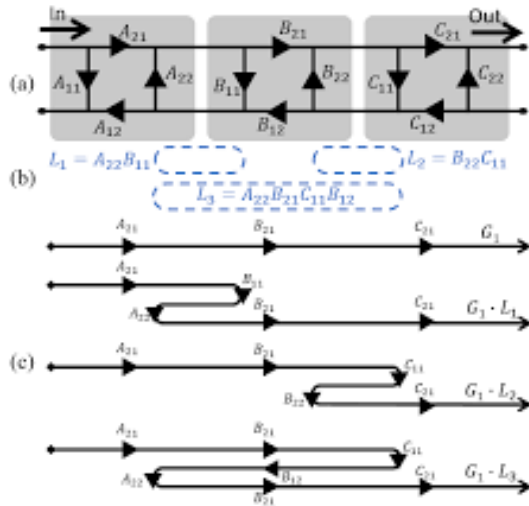 In Out
A₂₁ B₂₁ C₂₁
(a) A₁₁ A₂₂ B₁₁ B₂₂ C₁₁ C₂₂
A₁₂ B₁₂ C₁₂
L₁ = A₂₂B₁₁ L₂ = B₂₂C₁₁
(b)
L₃ = A₂₂B₂₁C₁₁B₁₂
A₂₁ B₂₁ C₂₁ G₁
A₂₁ B₁₁
A₂₂ B₂₁ C₂₁ G₁ · L₁
(c) A₂₁ B₂₁ C₁₁
B₂₂ C₂₁ G₁ · L₂
A₂₁ B₂₁ C₁₁
A₂₂ B₁₂ C₂₁ G₁ · L₃
B₂₁